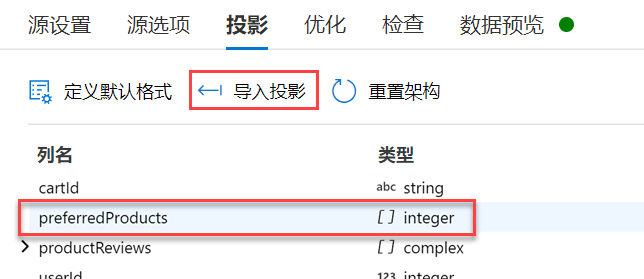 源设置 源选项 投影 优化 检查 数据预览
定义默认格式 导入投影 重置架构
列名 类型
cartId abc string
preferredProducts [] integer
productReviews [] complex
userId 123 integer